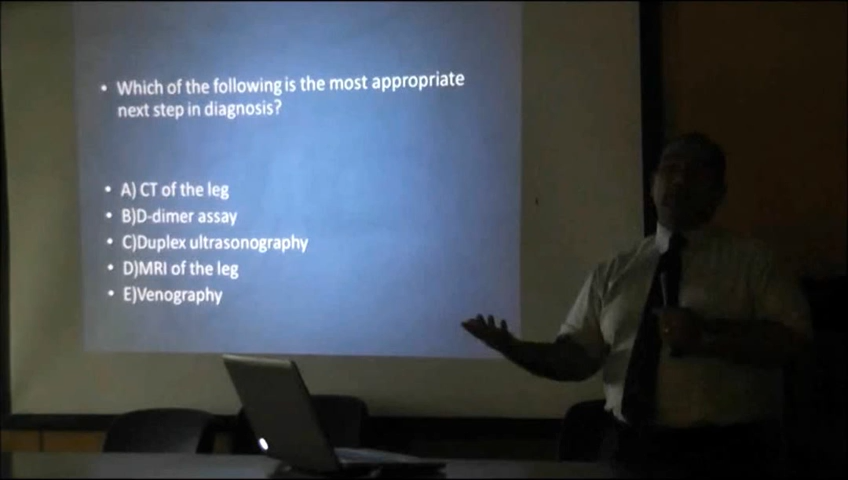 • Which of the following is the most appropriate
next step in diagnosis?
• A) CT of the leg
• B)D-dimer assay
• C)Duplex ultrasonography
• D)MRI of the leg
• E)Venography